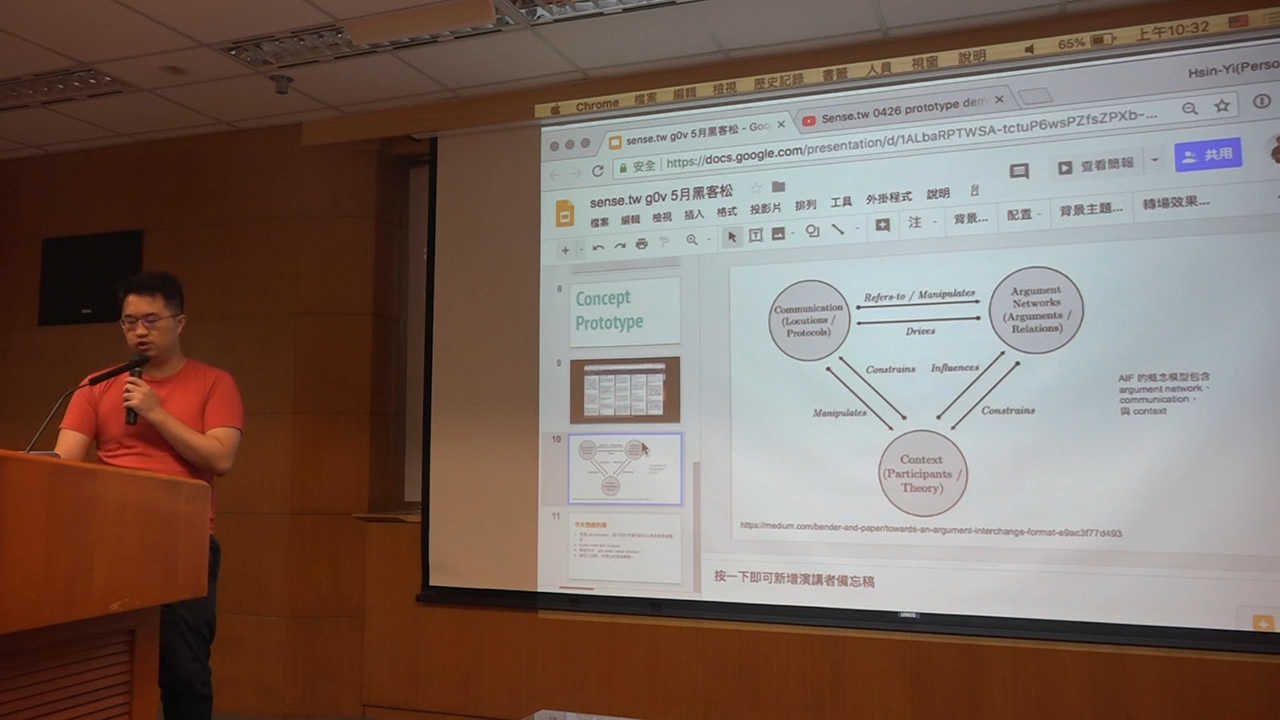 Chrome 檔案 編輯 檢視 歷史記錄 書籤 人員 視窗 說明 65% 上午10:32
sense.tw g0v 5月黑客松 - Goo
Sense.tw 0426 prototype dem
Hsin-Yi(Perso
安全 https://docs.google.com/presentation/d/1ALbaRPTWSA-tctuP6wsPZfsZPXb-...
sense.tw g0v 5月黑客松
查看簡報
共用
檔案 編輯 檢視 插入 格式 投影片 排列 工具 外掛程式 說明
注 背景... 配置 背景主題... 轉場效果...
8
Concept
Prototype
9
10
11
Communication
(Locutions /
Protocols)
Refers-to / Manipulates
Drives
Argument
Networks
(Arguments /
Relations)
Constrains
Influences
Manipulates
Constrains
Context
(Participants /
Theory)
AIF 的概念模型包含
argument network、
communication，
與 context
https://medium.com/bender-and-paper/towards-an-argument-interchange-format-e9ac3f77d493
按一下即可新增演講者備忘稿